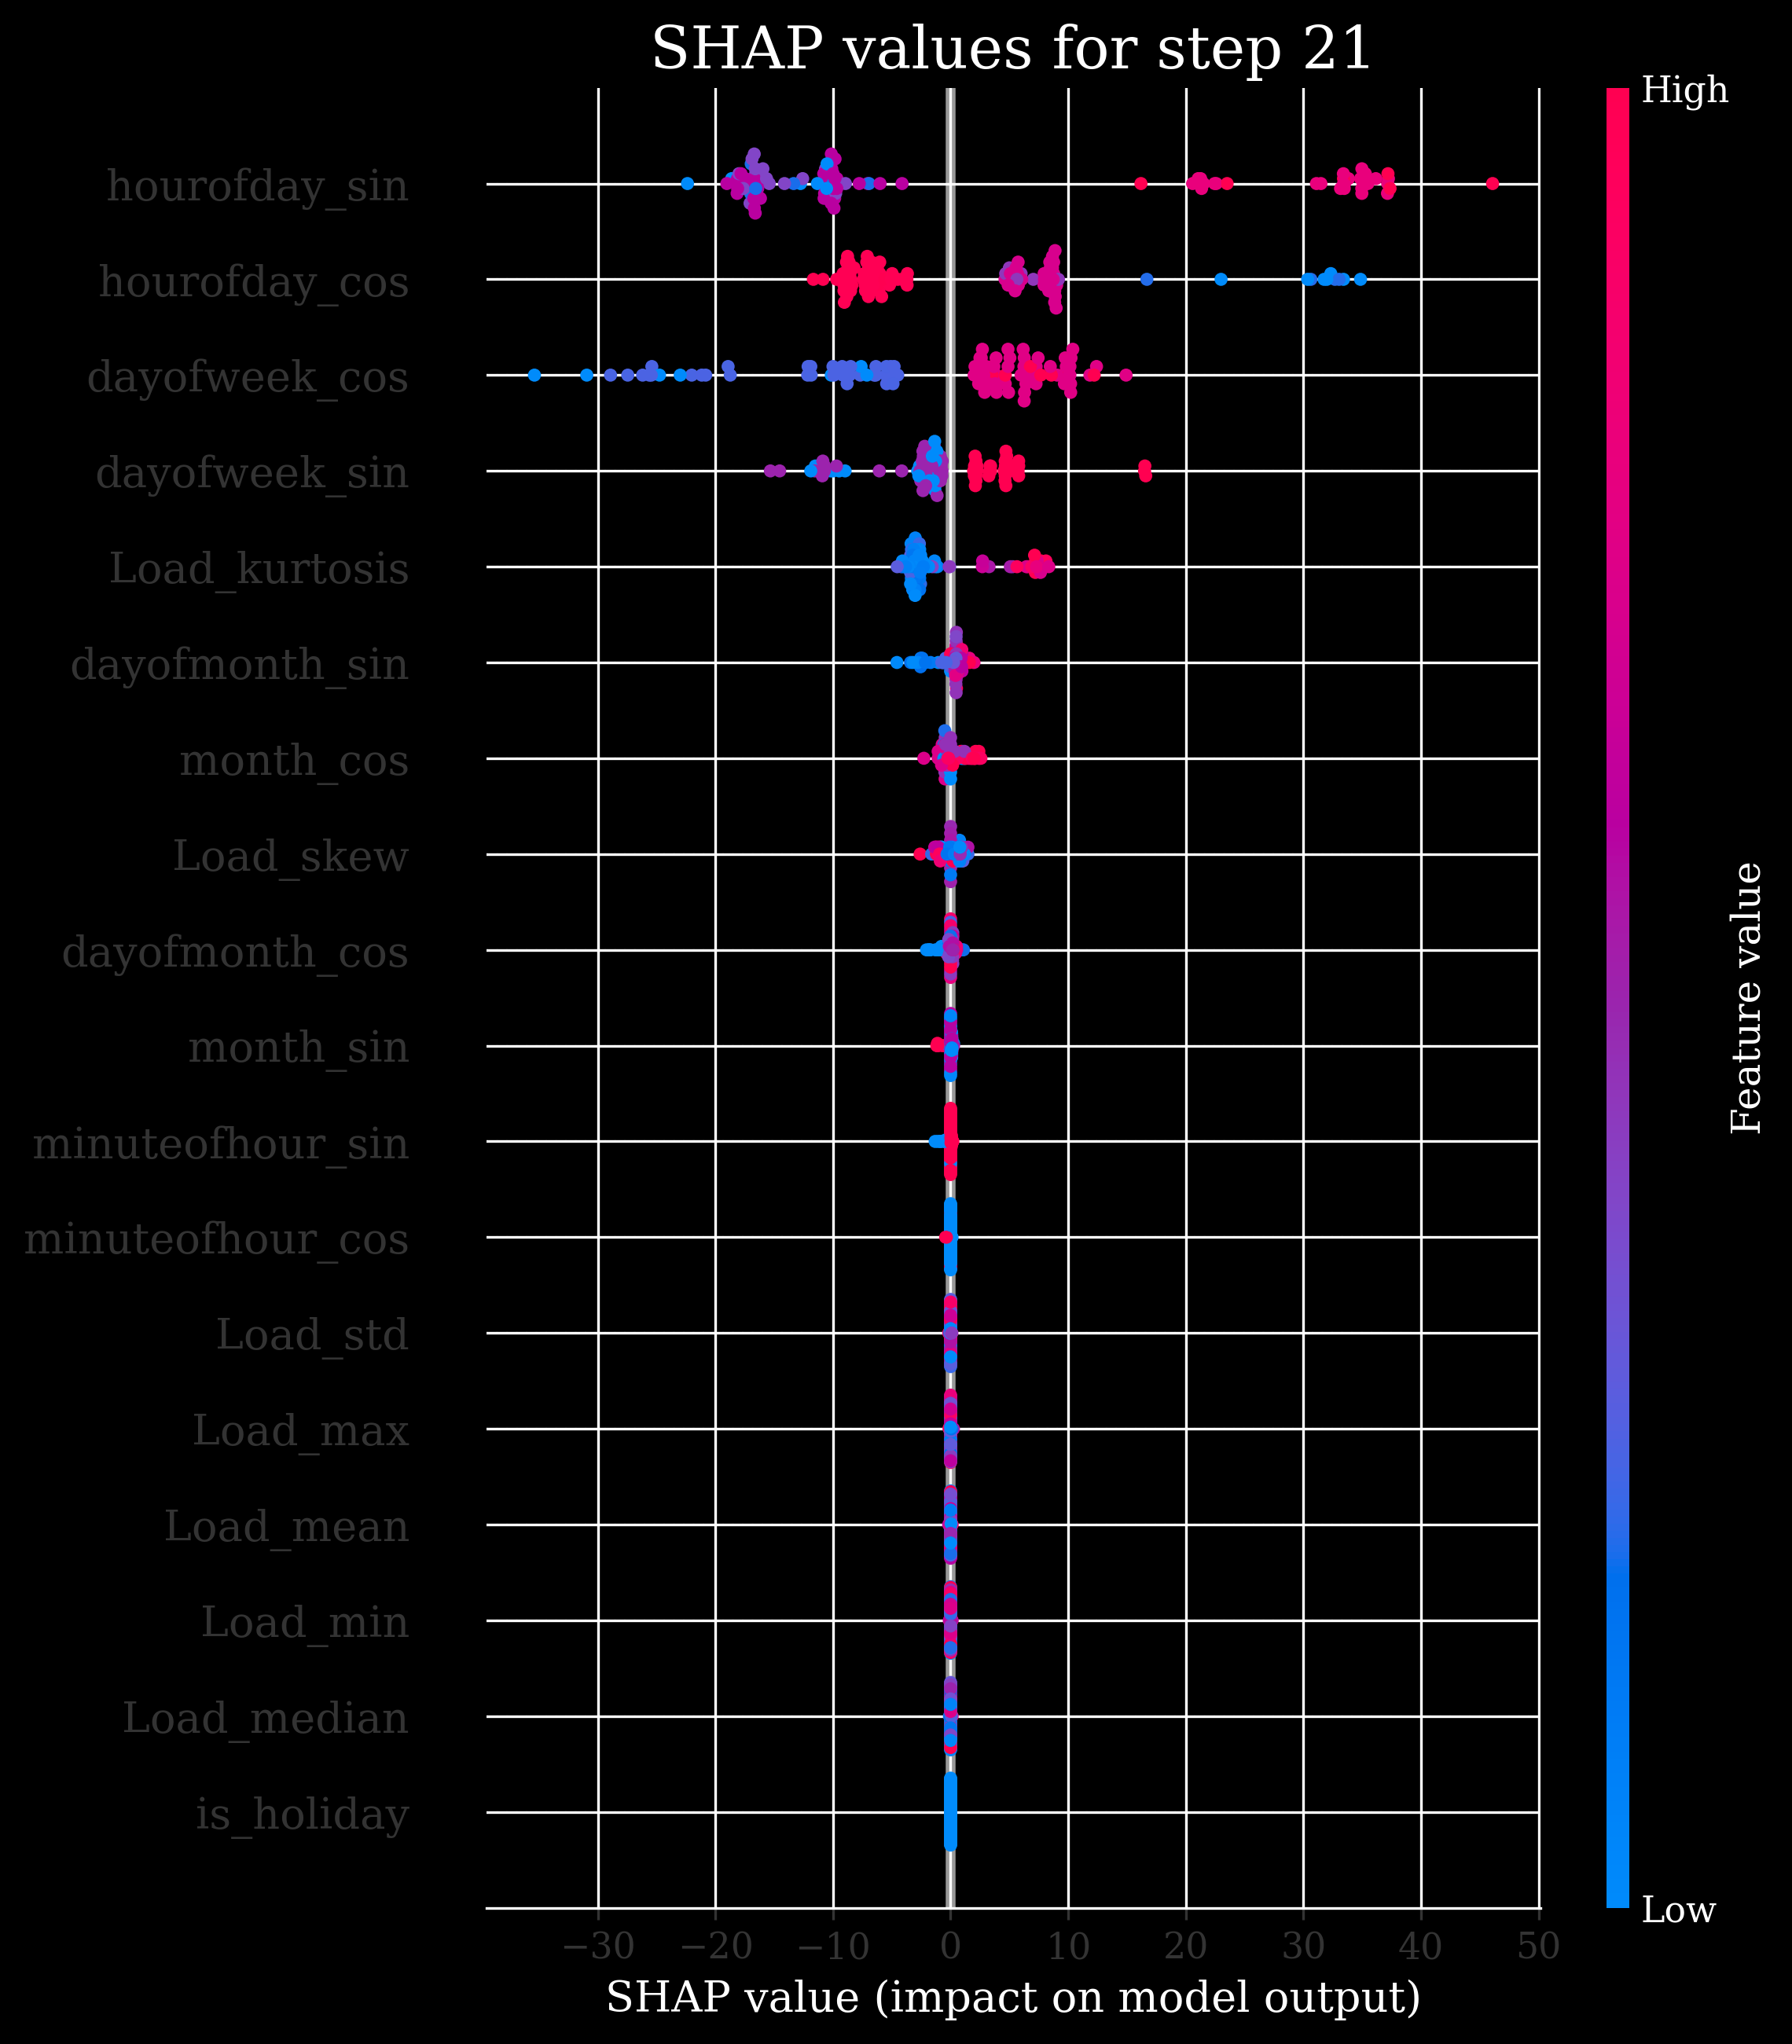 SHAP values for step 21
High
hourofday_sin
hourofday_cos
dayofweek_cos
dayofweek_sin
Load_kurtosis
dayofmonth_sin
month_cos
Load_skew
dayofmonth_cos
month_sin
minuteofhour_sin
minuteofhour_cos
Load_std
Load_max
Load_mean
Load_min
Load_median
is_holiday
Feature value
Low
−30 −20 −10 0 10 20 30 40 50
SHAP value (impact on model output)